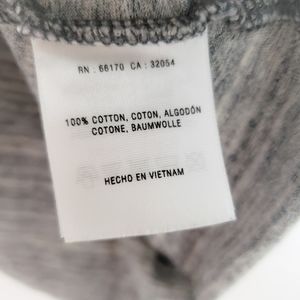 RN : 66170 CA : 32054
100% COTTON, COTON, ALGODÓN
COTONE, BAUMWOLLE
HECHO EN VIETNAM